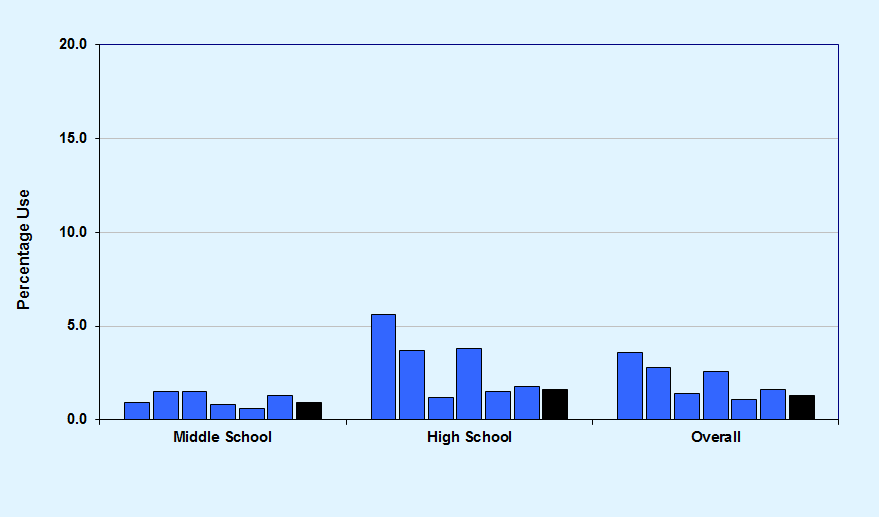 20.0
15.0
10.0
5.0
0.0
Percentage Use
Middle School
High School
Overall